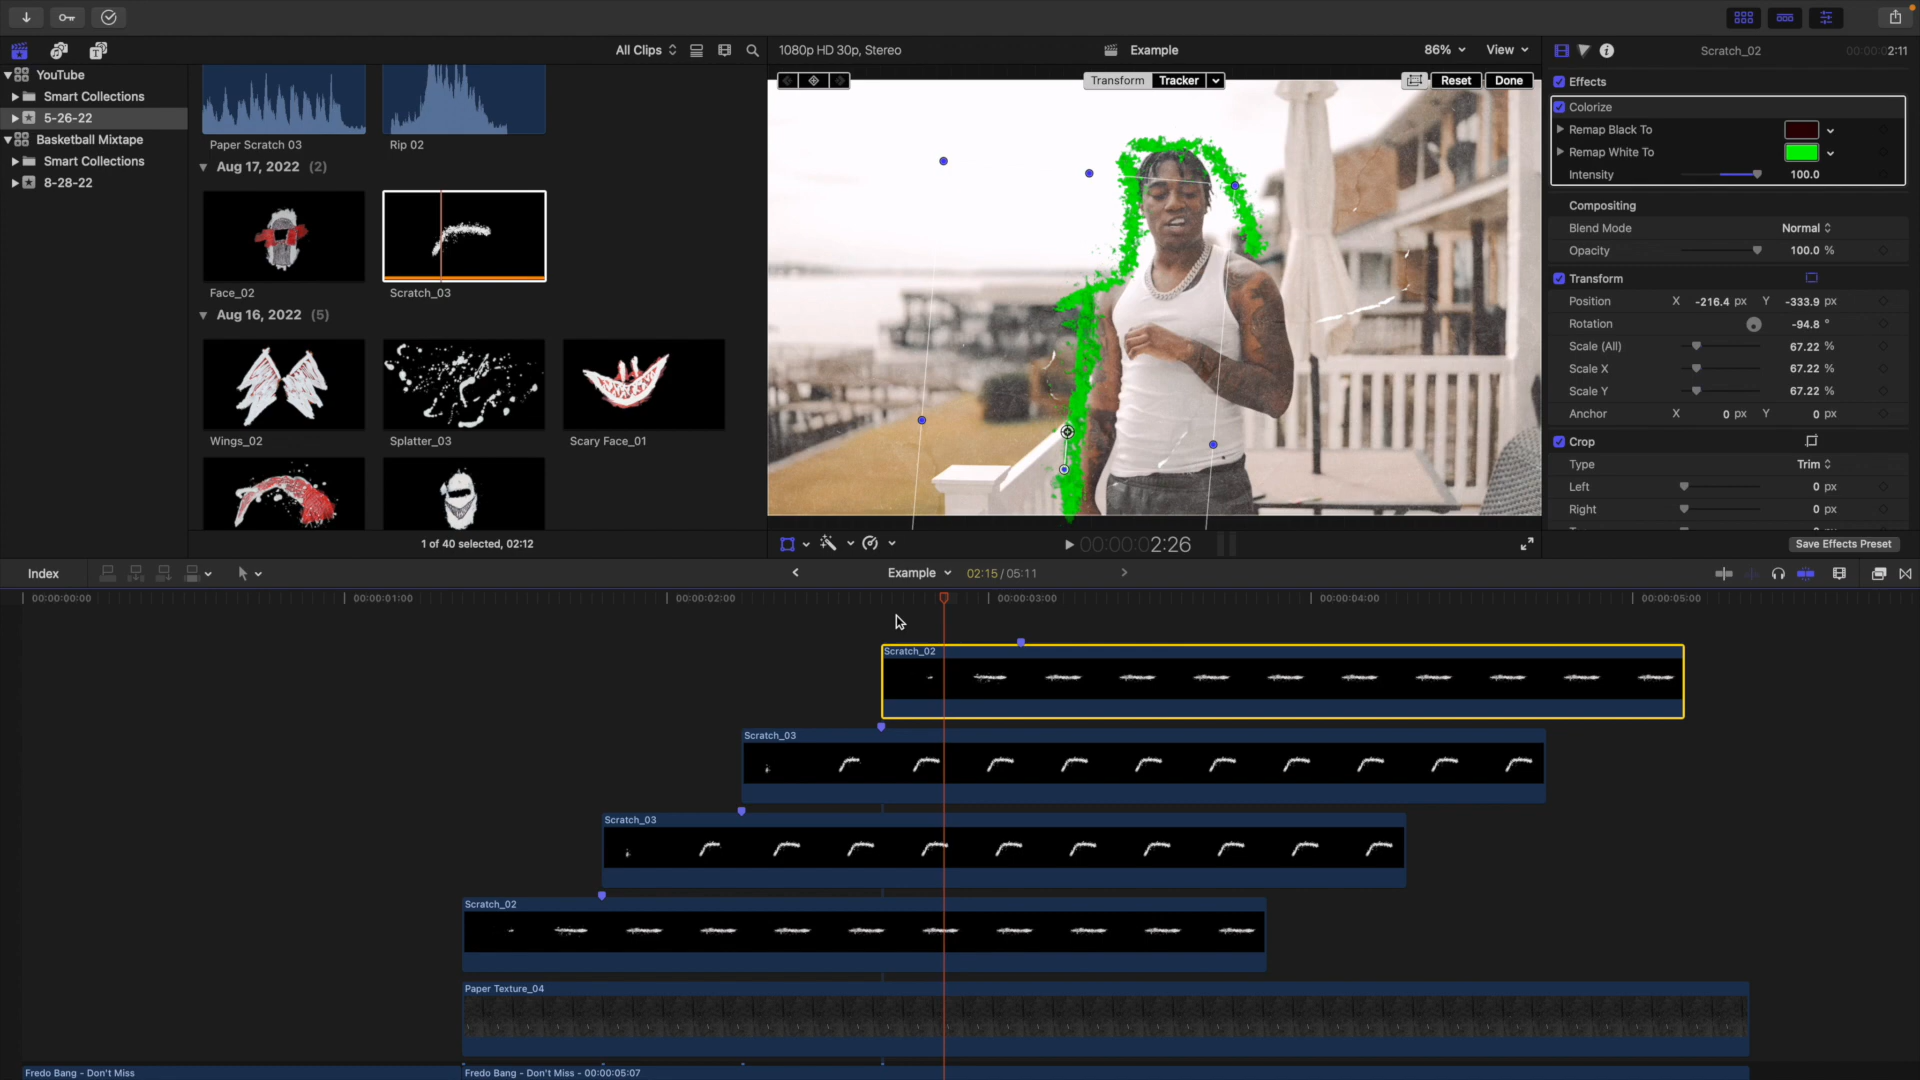 All Clips
1080p HD 30p, Stereo
Example
86%
View
Scratch_02
00:00:02:11
YouTube
Smart Collections
5-26-22
Basketball Mixtape
Smart Collections
8-28-22
Paper Scratch 03
Rip 02
Aug 17, 2022 (2)
Face_02
Scratch_03
Aug 16, 2022 (5)
Wings_02
Splatter_03
Scary Face_01
1 of 40 selected, 02:12
Transform
Tracker
Reset
Done
00:00:02:26
Effects
Colorize
Remap Black To
Remap White To
Intensity 100.0
Compositing
Blend Mode Normal
Opacity 100.0 %
Transform
Position X -216.4 px Y -333.9 px
Rotation -94.8 °
Scale (All) 67.22 %
Scale X 67.22 %
Scale Y 67.22 %
Anchor X 0 px Y 0 px
Crop
Type Trim
Left 0 px
Right 0 px
Save Effects Preset
Index
Example
02:15 / 05:11
00:00:00:00
00:00:01:00
00:00:02:00
00:00:03:00
00:00:04:00
00:00:05:00
Scratch_02
Scratch_03
Scratch_03
Scratch_02
Paper Texture_04
Fredo Bang - Don't Miss
Fredo Bang - Don't Miss - 00:00:05:07